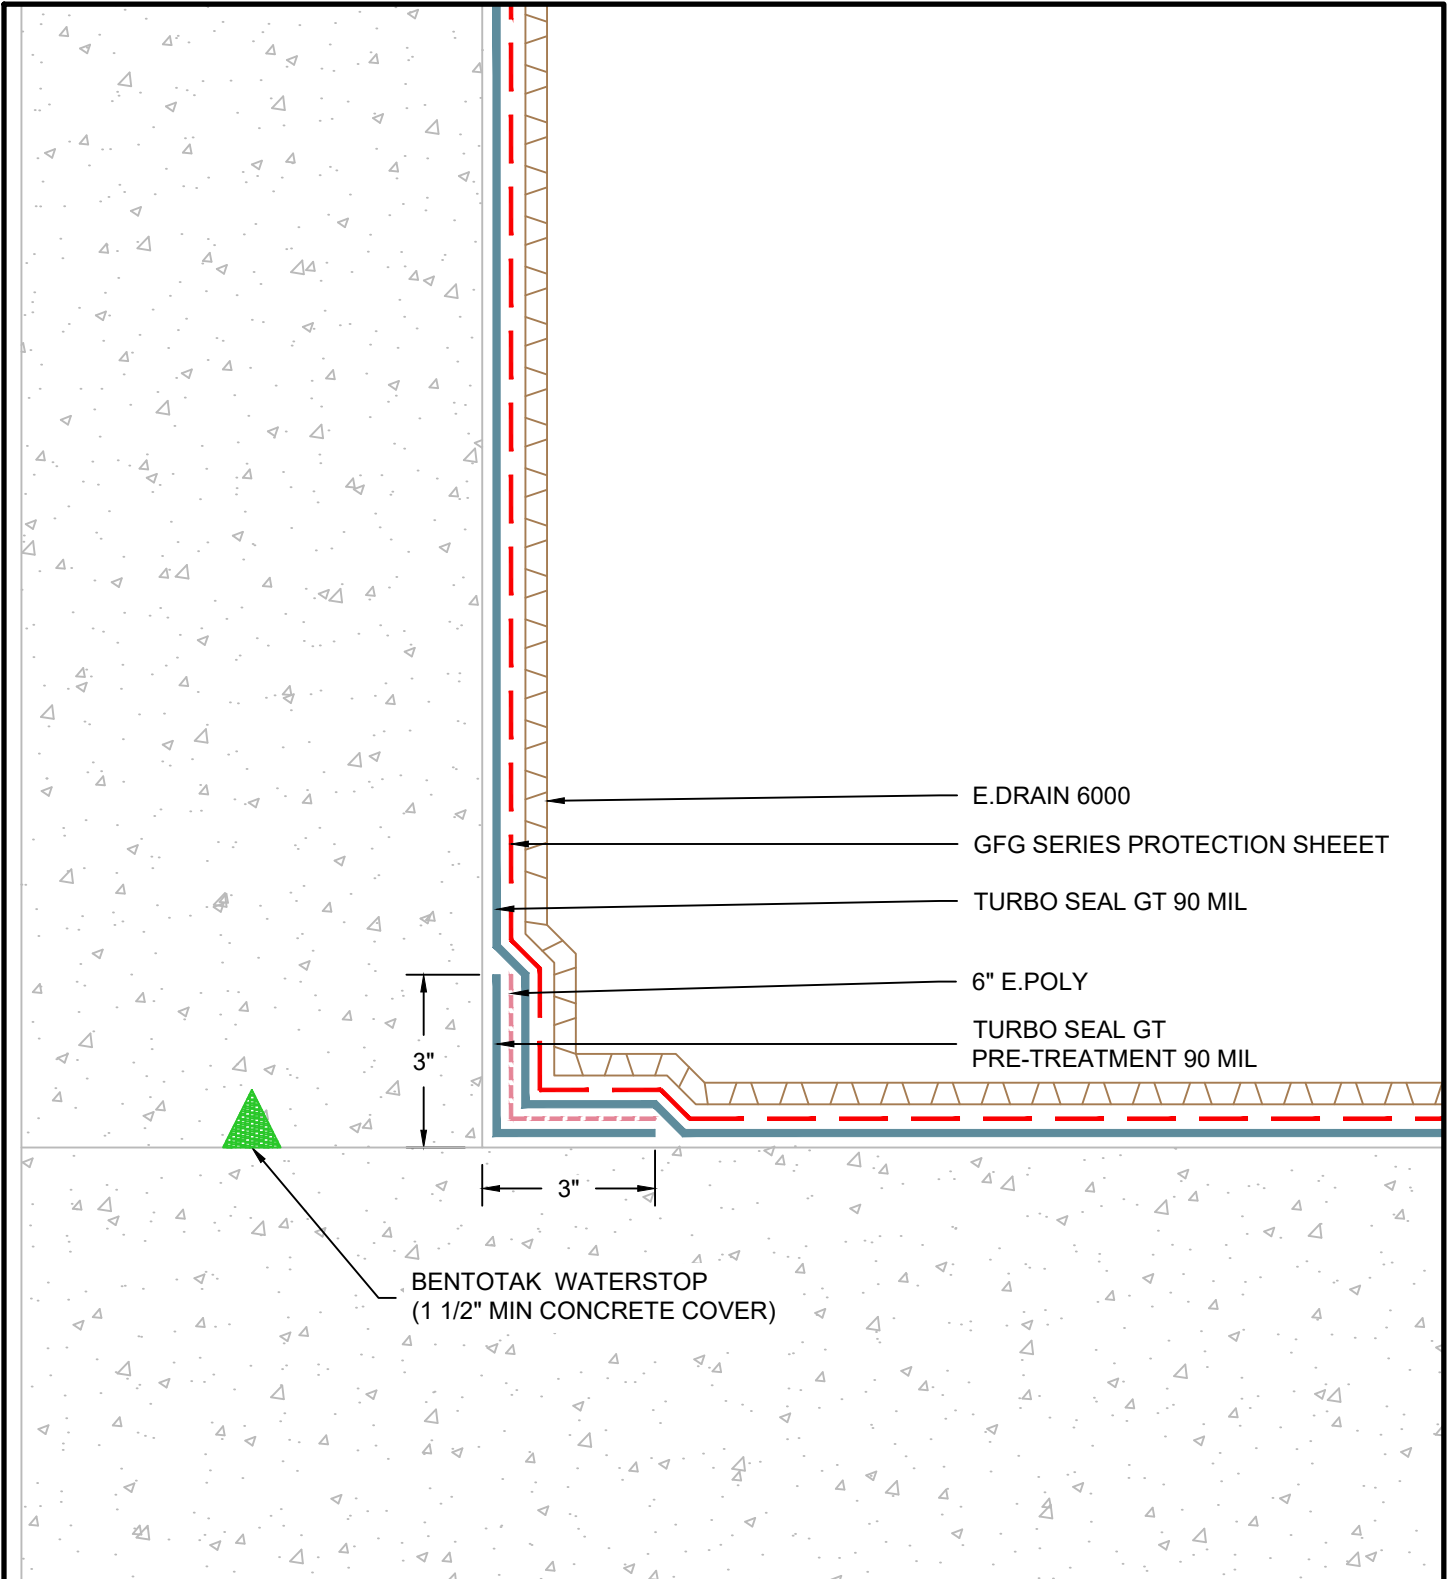 E.DRAIN 6000
GFG SERIES PROTECTION SHEEET
TURBO SEAL GT 90 MIL
6" E.POLY
TURBO SEAL GT
PRE-TREATMENT 90 MIL
3"
3"
BENTOTAK WATERSTOP
(1 1/2" MIN CONCRETE COVER)